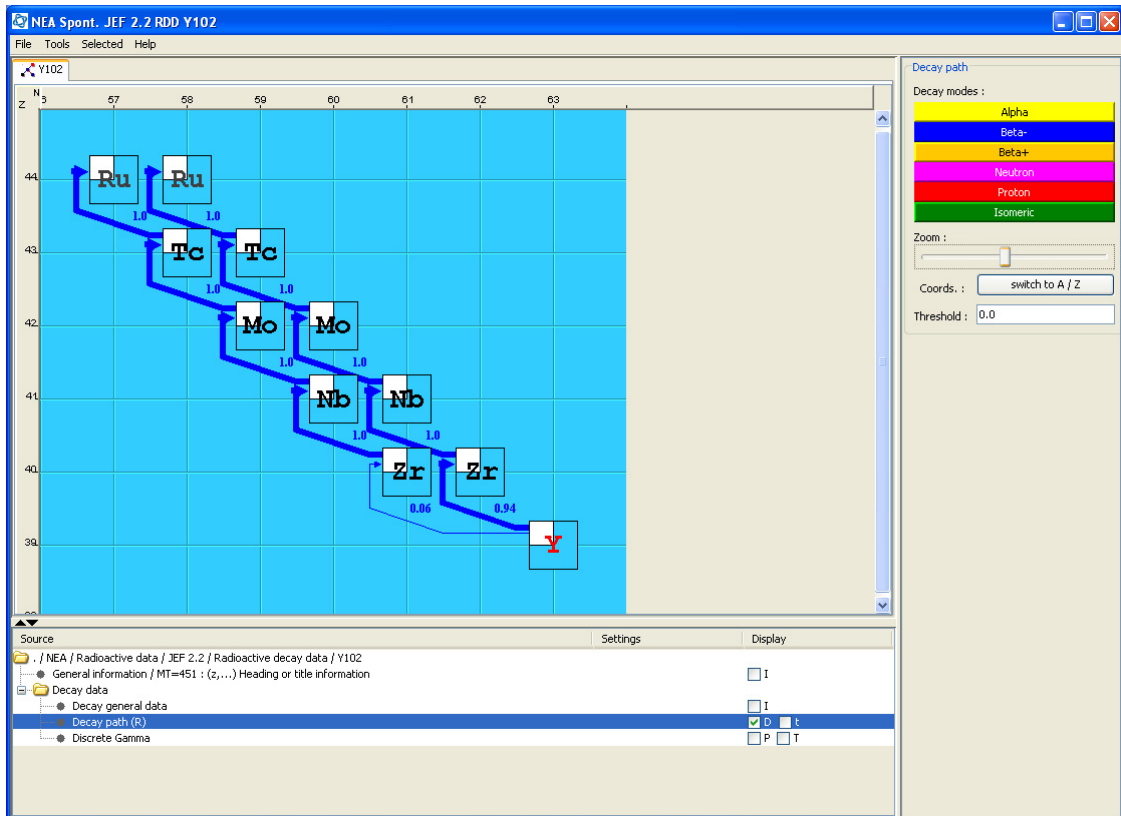 NEA Spont. JEF 2.2 RDD Y102
File Tools Selected Help
Y102
Z N 57 58 59 60 61 62 63
44 Ru Ru
1.0 1.0
43 Tc Tc
1.0 1.0
42 Mo Mo
1.0 1.0
41 Nb Nb
1.0 1.0
40 Zr Zr
0.06 0.94
39 Y
Decay path
Decay modes :
Alpha
Beta-
Beta+
Neutron
Proton
Isomeric
Zoom :
Coords. : switch to A / Z
Threshold : 0.0
Source Settings Display
. / NEA / Radioactive data / JEF 2.2 / Radioactive decay data / Y102
General information / MT=451 : (z,...) Heading or title information I
Decay data
Decay general data I
Decay path (R) D t
Discrete Gamma P T